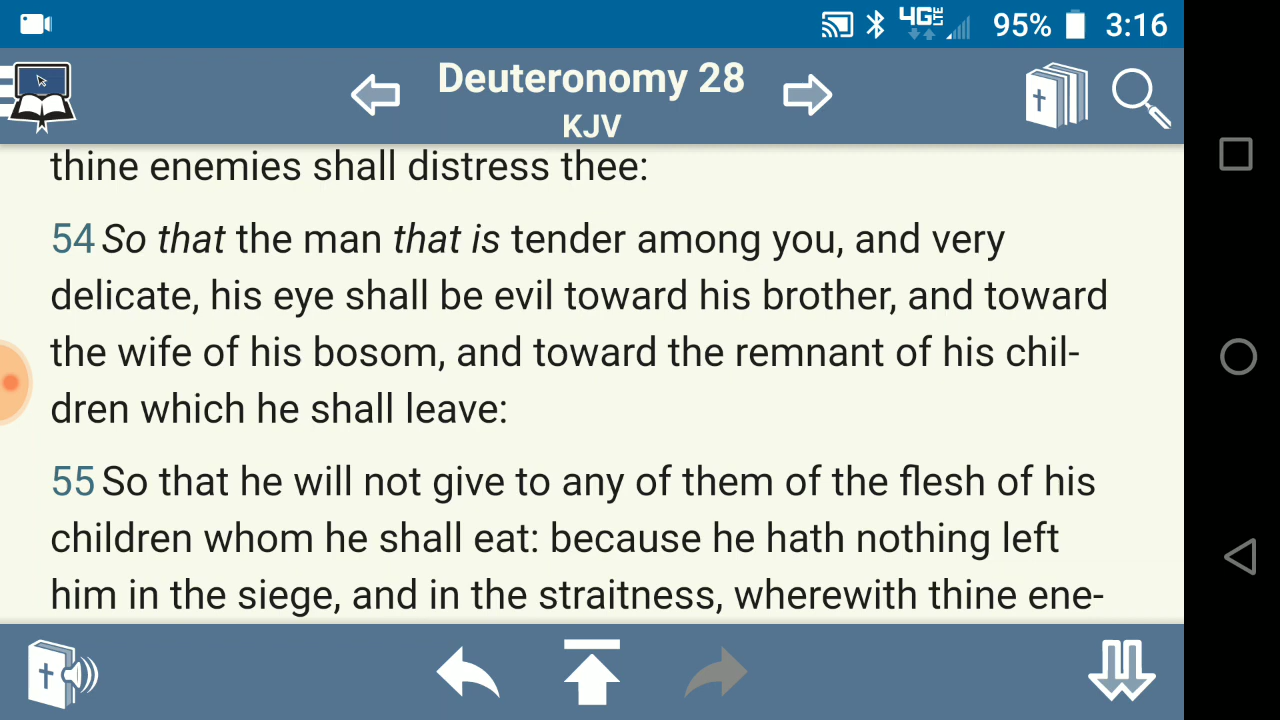 4G LTE 95% 3:16
Deuteronomy 28
KJV
thine enemies shall distress thee:
54 So that the man that is tender among you, and very
delicate, his eye shall be evil toward his brother, and toward
the wife of his bosom, and toward the remnant of his chil-
dren which he shall leave:
55 So that he will not give to any of them of the flesh of his
children whom he shall eat: because he hath nothing left
him in the siege, and in the straitness, wherewith thine ene-